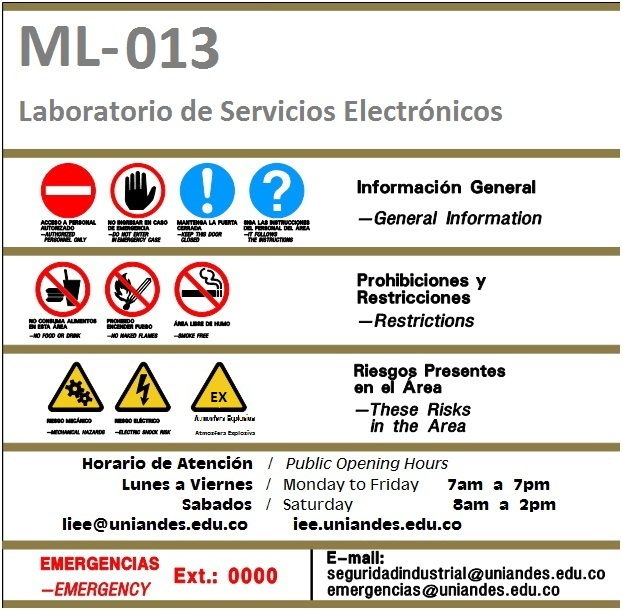 ML-013
Laboratorio de Servicios Electrónicos
ACCESO A PERSONAL
AUTORIZADO
—AUTHORIZED
PERSONNEL ONLY
NO INGRESAR EN CASO
DE EMERGENCIA
—DO NOT ENTER
IN EMERGENCY CASE
MANTENGA LA PUERTA
CERRADA
—KEEP THIS DOOR
CLOSED
SIGA LAS INSTRUCCIONES
DEL PERSONAL DEL ÁREA
—IT FOLLOWS
THE INSTRUCTIONS
Información General
—General Information
NO CONSUMA ALIMENTOS
EN ESTA ÁREA
—NO FOOD OR DRINK
PROHIBIDO
ENCENDER FUEGO
—NO NAKED FLAMES
ÁREA LIBRE DE HUMO
—SMOKE FREE
Prohibiciones y
Restricciones
—Restrictions
RIESGO MECÁNICO
—MECHANICAL HAZARDS
RIESGO ELÉCTRICO
—ELECTRIC SHOCK RISK
EX
Atmosfera Explosiva
Atmosfera Explosiva
Riesgos Presentes
en el Área
—These Risks
in the Area
Horario de Atención / Public Opening Hours
Lunes a Viernes / Monday to Friday 7am a 7pm
Sabados / Saturday 8am a 2pm
liee@uniandes.edu.co iee.uniandes.edu.co
EMERGENCIAS
—EMERGENCY
Ext.: 0000
E-mail:
seguridadindustrial@uniandes.edu.co
emergencias@uniandes.edu.co